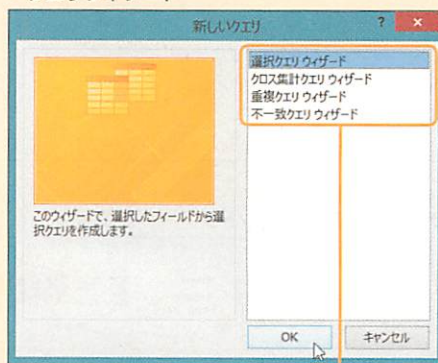 新しいクエリ
?
×
選択クエリ ウィザード
クロス集計クエリ ウィザード
重複クエリ ウィザード
不一致クエリ ウィザード
このウィザードで、選択したフィールドから選
択クエリを作成します。
OK
キャンセル